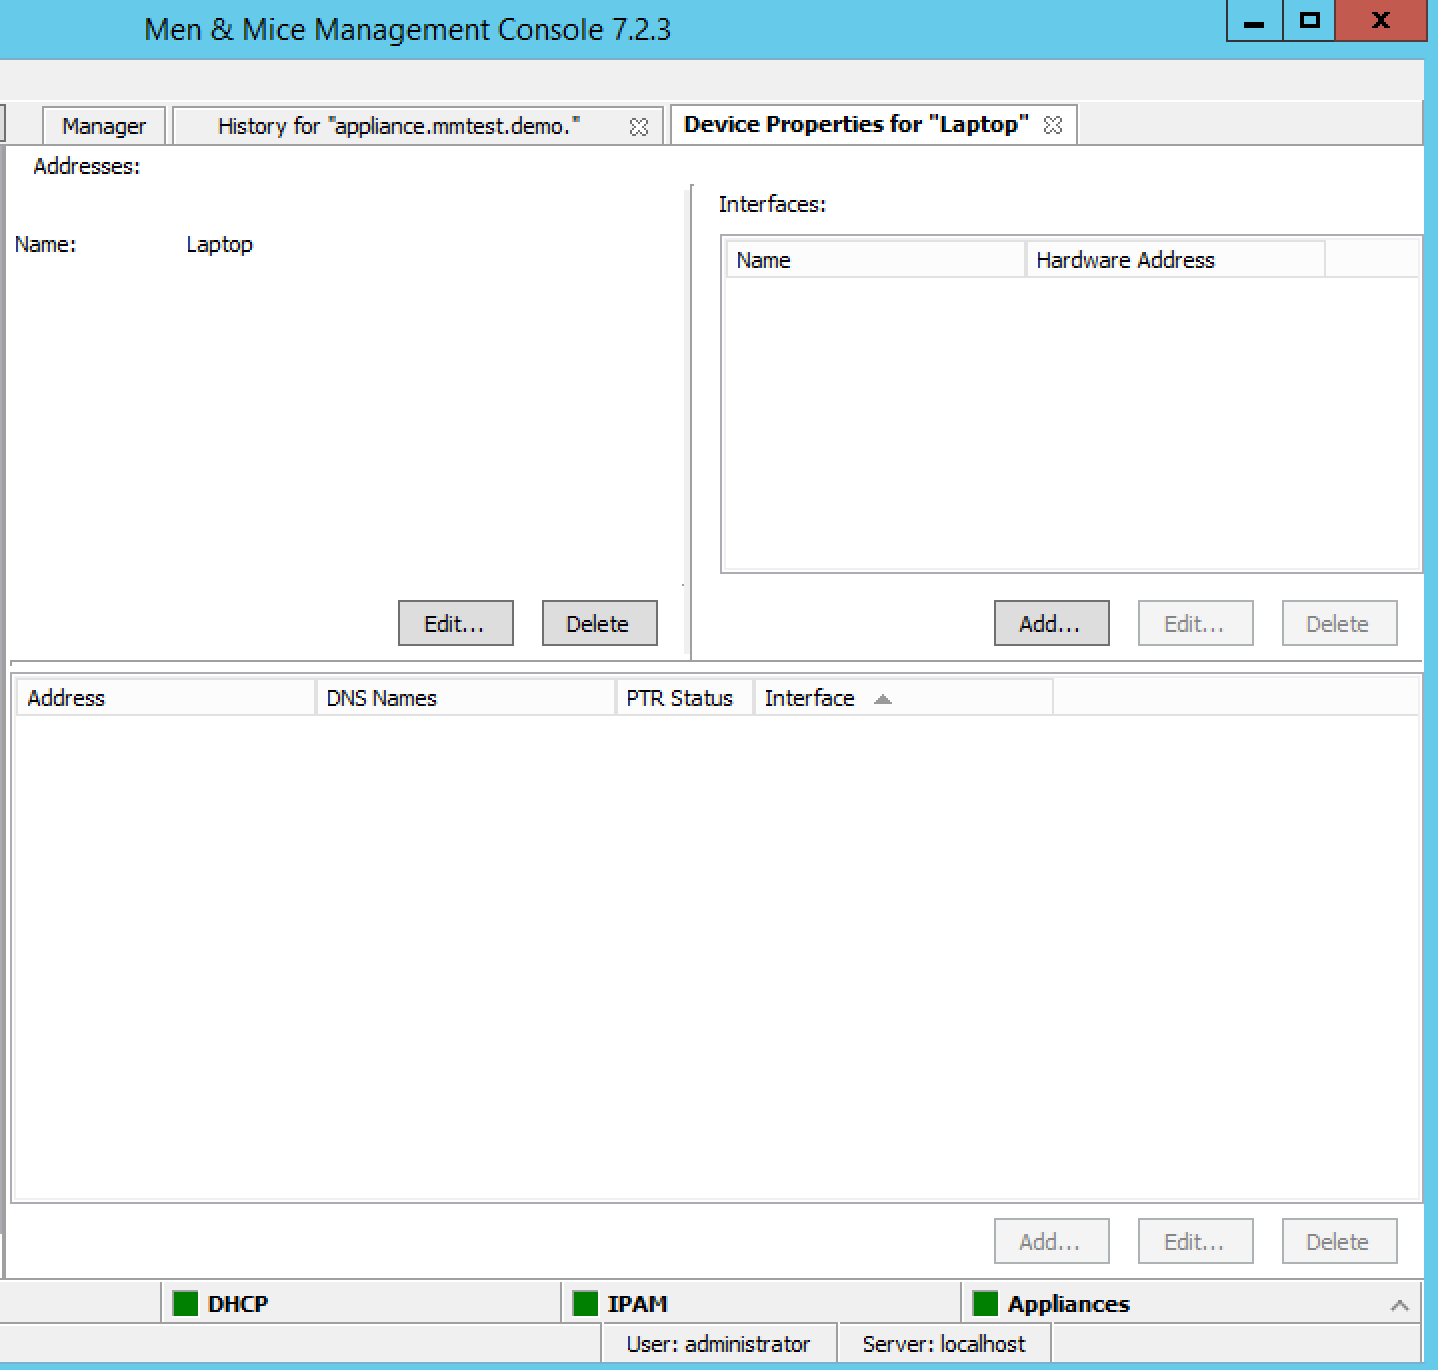 Men & Mice Management Console 7.2.3
Manager
History for "appliance.mmtest.demo."
Device Properties for "Laptop"
Addresses:
Name: Laptop
Edit... Delete
Interfaces:
Name Hardware Address
Add... Edit... Delete
Address DNS Names PTR Status Interface
Add... Edit... Delete
DHCP IPAM Appliances
User: administrator Server: localhost